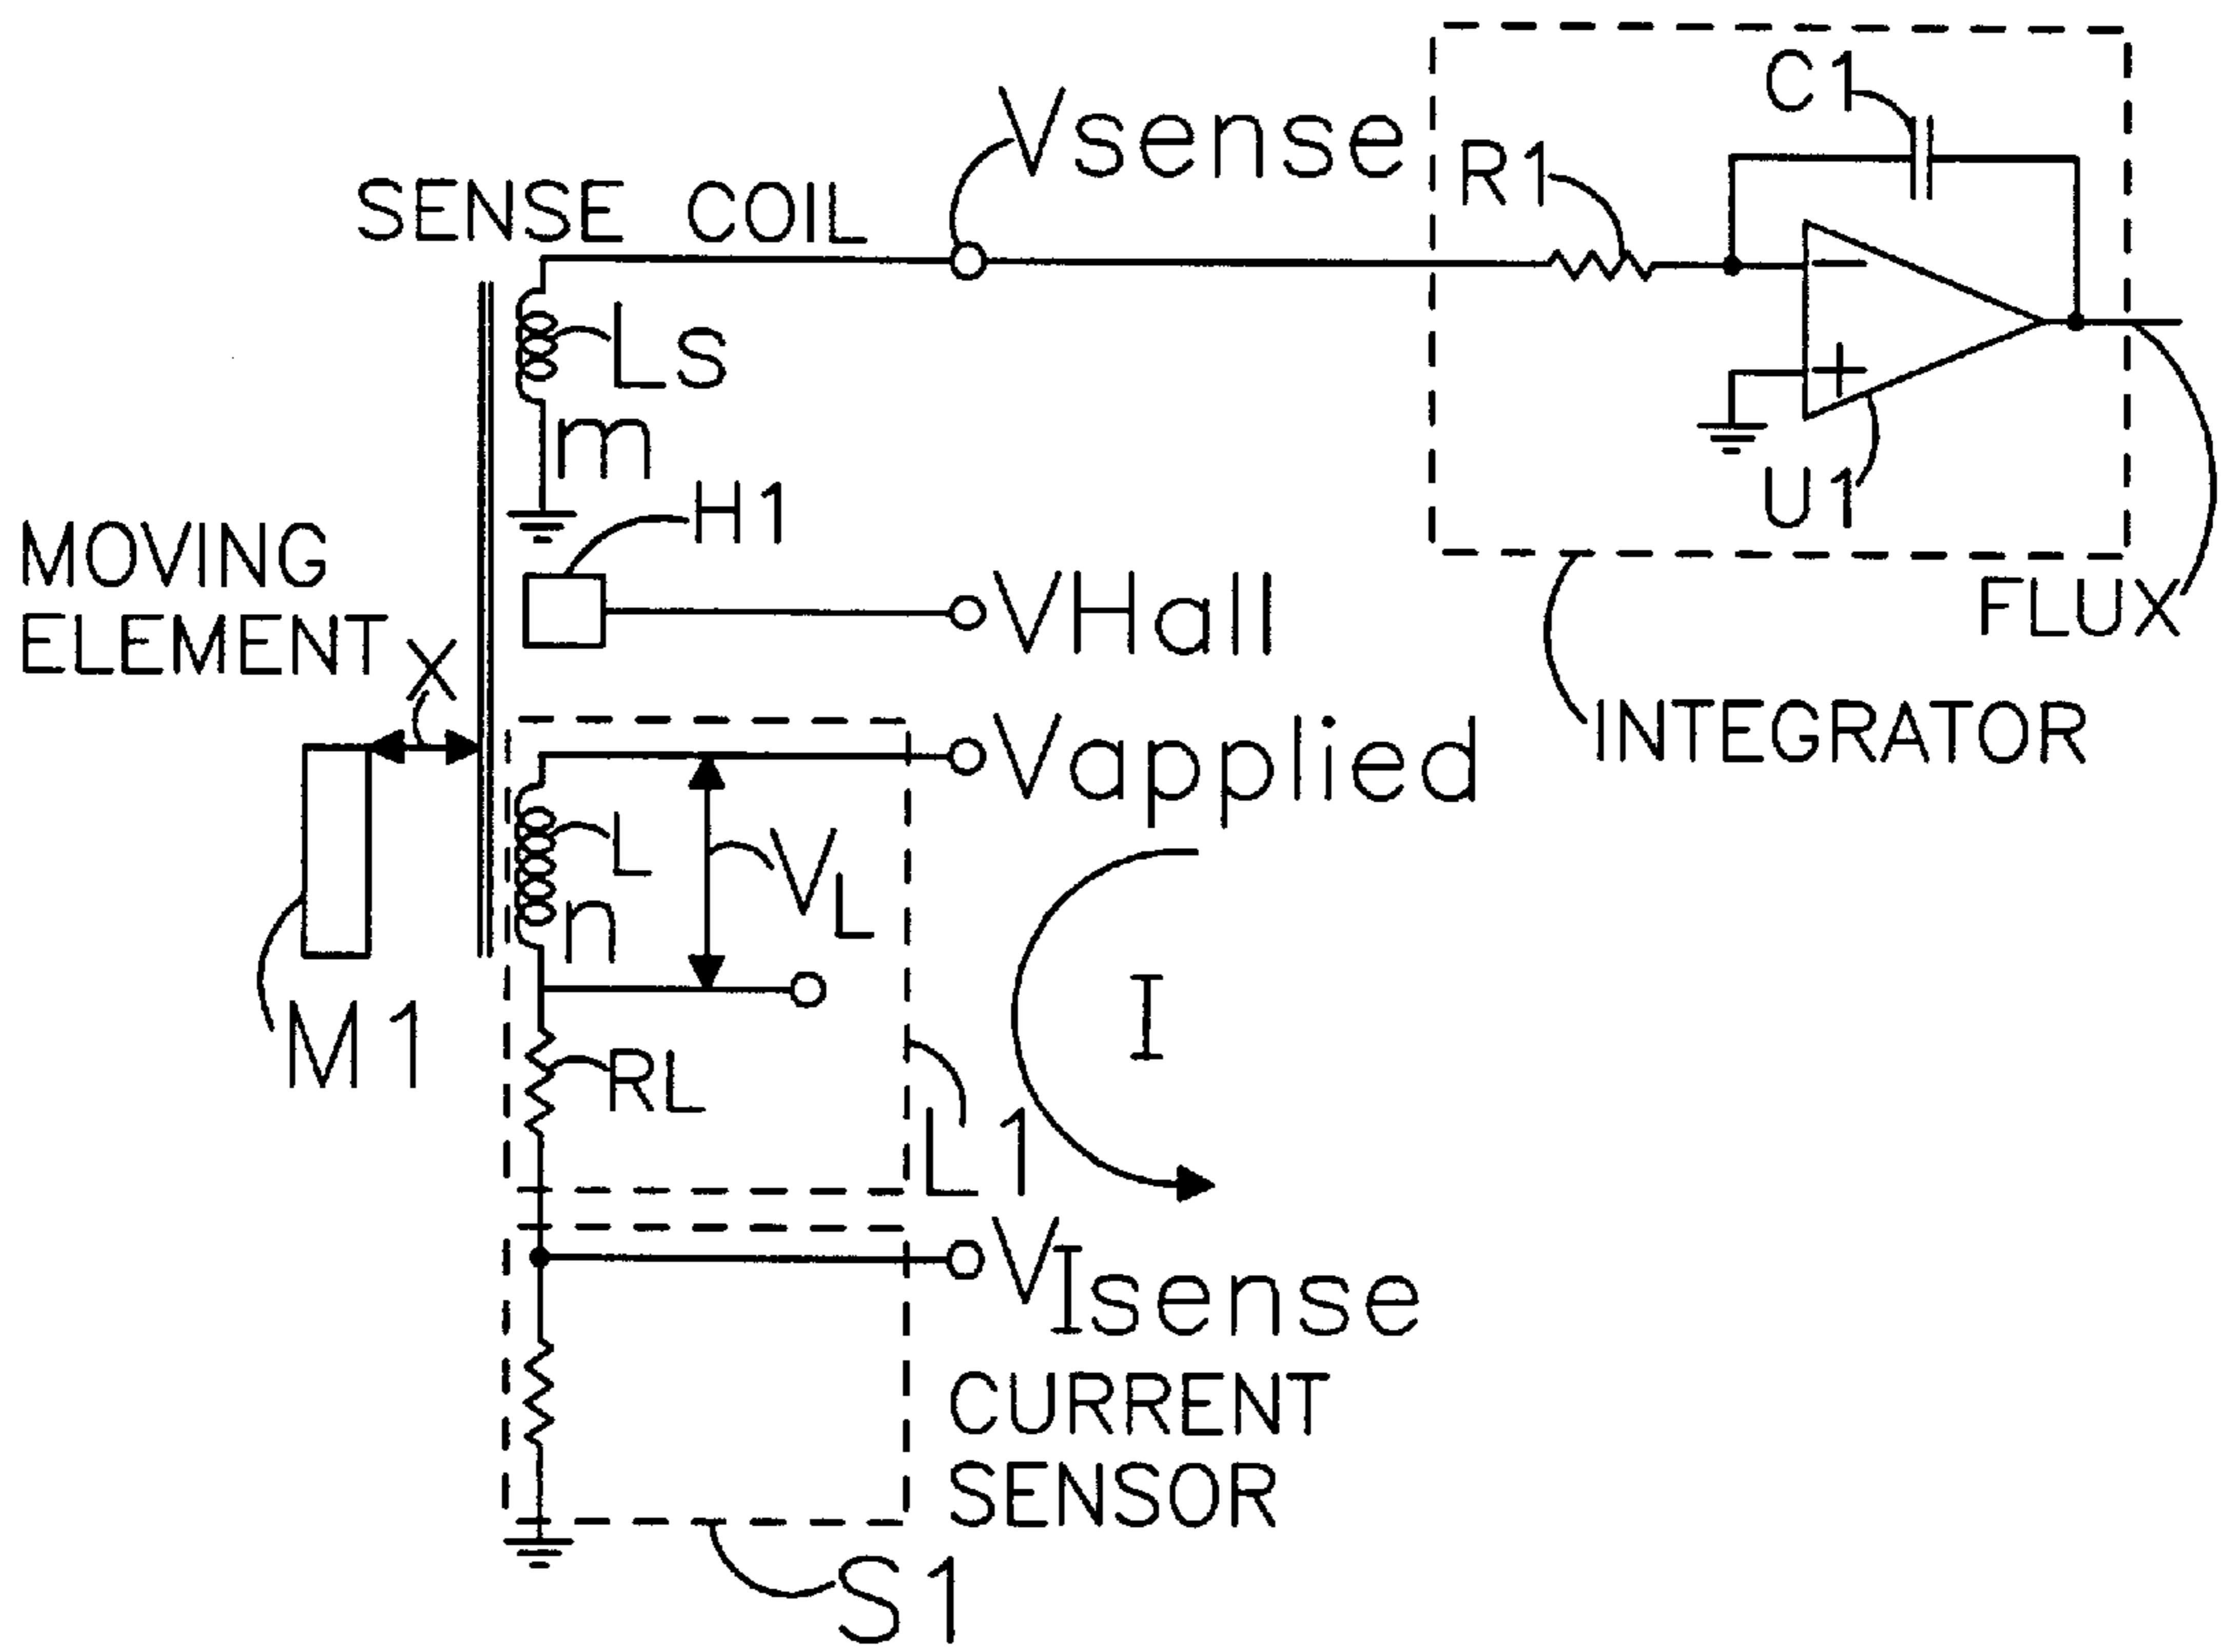 C1
Vsense
R1
SENSE COIL
Ls
m
H1
U1
MOVING
ELEMENT
X
VHall
FLUX
INTEGRATOR
Vapplied
L
VL
n
I
M1
RL
L1
VIsense
CURRENT
SENSOR
S1